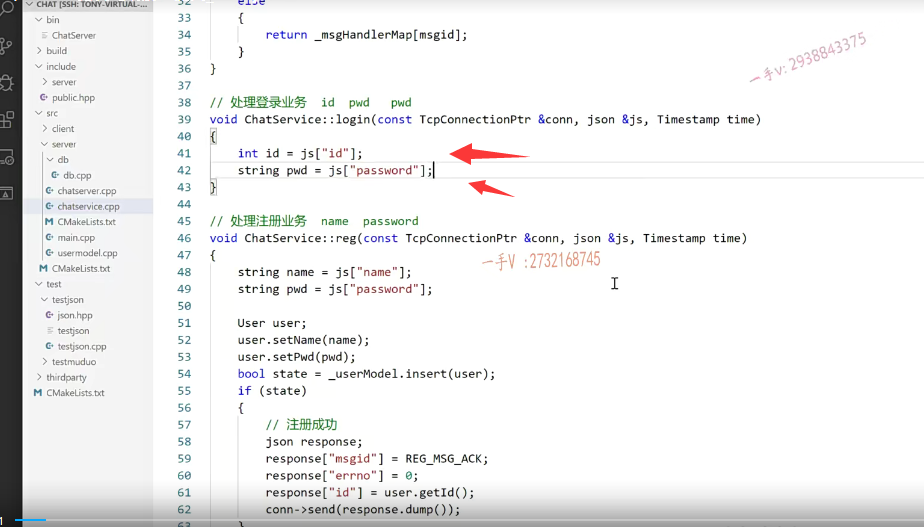 CHAT [SSH: TONY-VIRTUAL-...
bin
ChatServer
build
include
server
public.hpp
src
client
server
db
db.cpp
chatserver.cpp
chatservice.cpp
CMakeLists.txt
main.cpp
usermodel.cpp
CMakeLists.txt
test
testjson
json.hpp
testjson
testjson.cpp
testmuduo
thirdparty
CMakeLists.txt
32 else
33 {
34 return _msgHandlerMap[msgid];
35 }
36 }
37
38 // 处理登录业务 id pwd pwd
39 void ChatService::login(const TcpConnectionPtr &conn, json &js, Timestamp time)
40 {
41 int id = js["id"];
42 string pwd = js["password"];
43 }
44
45 // 处理注册业务 name password
46 void ChatService::reg(const TcpConnectionPtr &conn, json &js, Timestamp time)
47 {
48 string name = js["name"];
49 string pwd = js["password"];
50
51 User user;
52 user.setName(name);
53 user.setPwd(pwd);
54 bool state = _userModel.insert(user);
55 if (state)
56 {
57 // 注册成功
58 json response;
59 response["msgid"] = REG_MSG_ACK;
60 response["errno"] = 0;
61 response["id"] = user.getId();
62 conn->send(response.dump());
63 }
一手v: 2938843375
一手V :2732168745